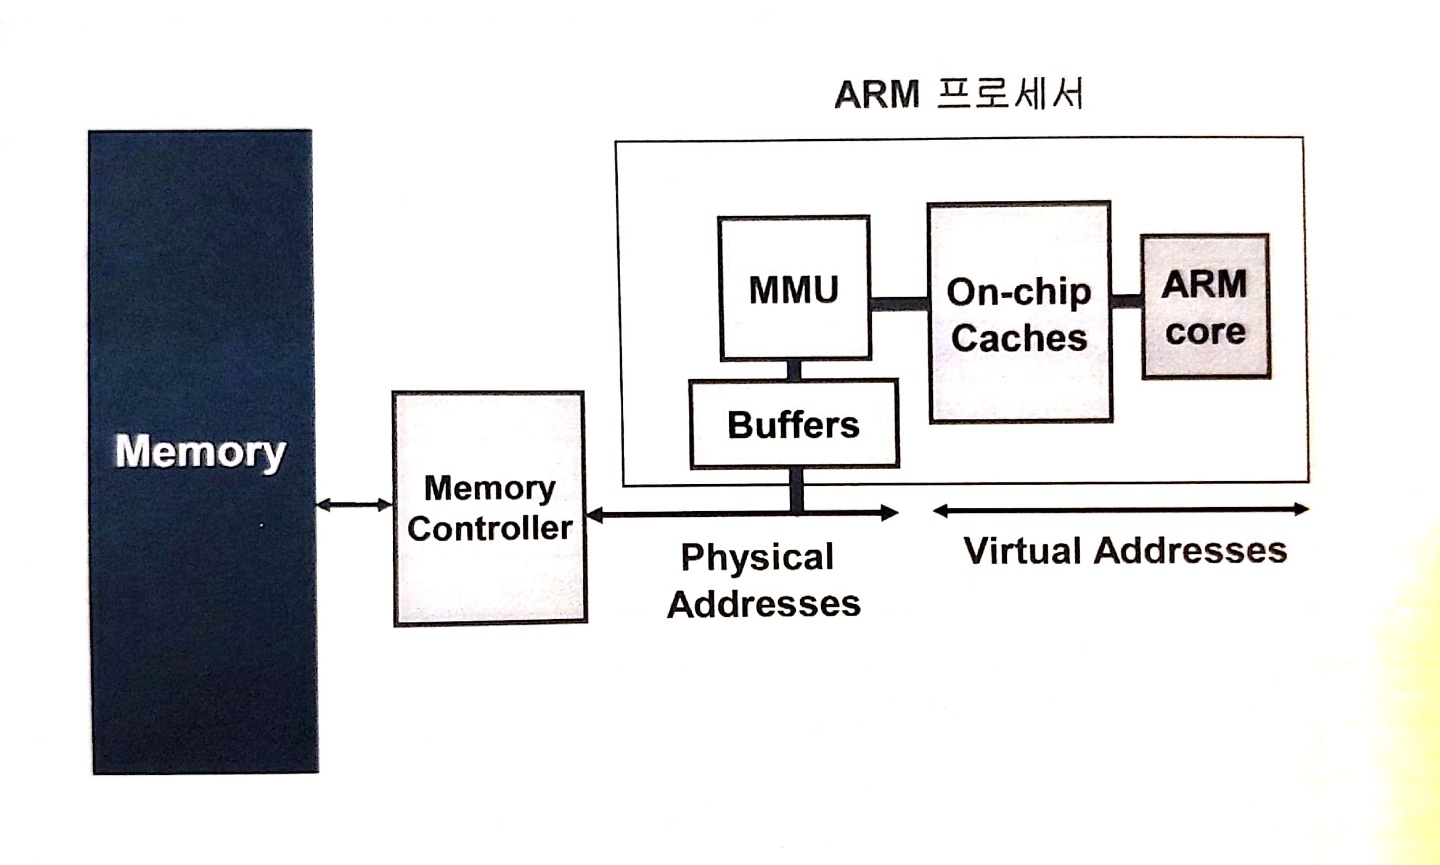 ARM 프로세서
MMU
On-chip
Caches
ARM
core
Buffers
Memory
Memory
Controller
Physical
Addresses
Virtual Addresses